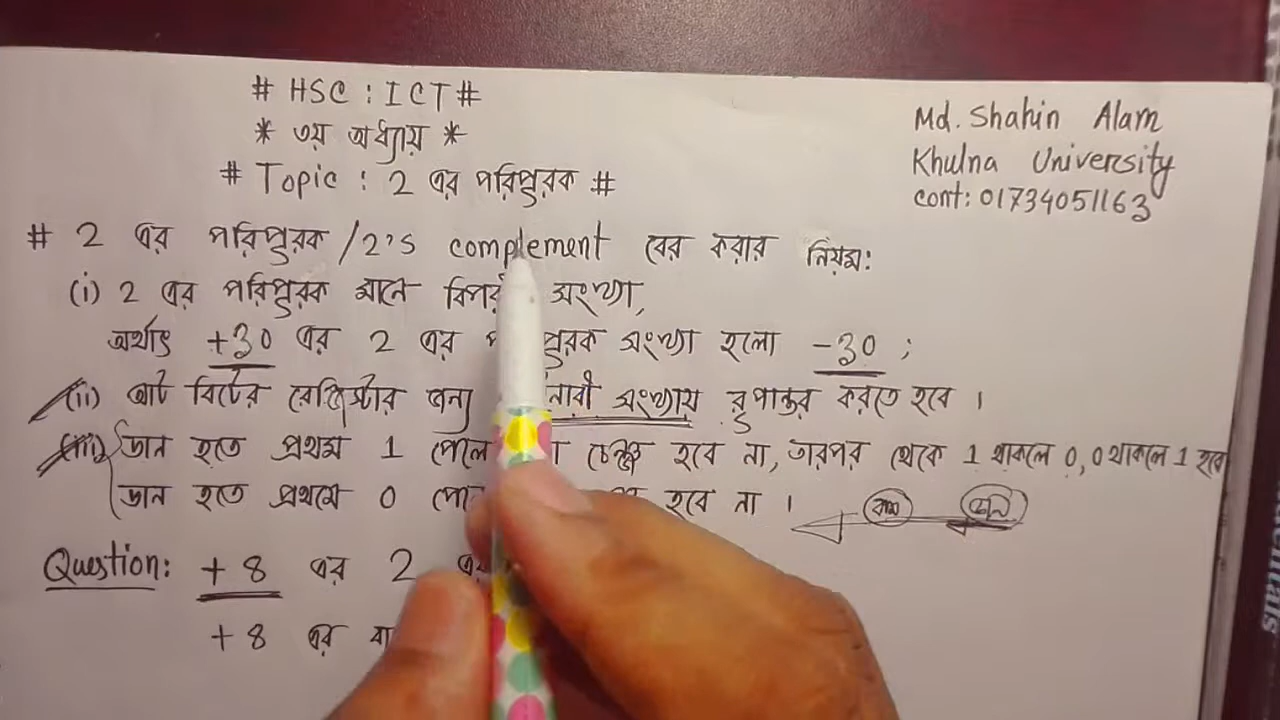 # HSC : ICT #
* ৩য় অধ্যায় *
# Topic : 2 এর পরিপুরক #
Md. Shahin Alam
Khulna University
cont: 01734051163
# 2 এর পরিপুরক / 2's complement বের করার নিয়ম:
(i) 2 এর পরিপুরক মানে সংখ্যা,
অর্থাৎ +30 এর 2 এর সংখ্যা হলো -30 ;
(ii) আট বিটের রেজিস্টার জন্য সংখ্যায় রুপান্তর করতে হবে ।
(iii) ডান হতে প্রথম 1 পেলে চেঞ্জ হবে না, তারপর থেকে 1 থাকলে 0, 0 থাকলে 1 হবে
ডান হতে প্রথমে 0 হবে না ।
বাম ডান
Question: +8 এর 2 এর
+8 এর